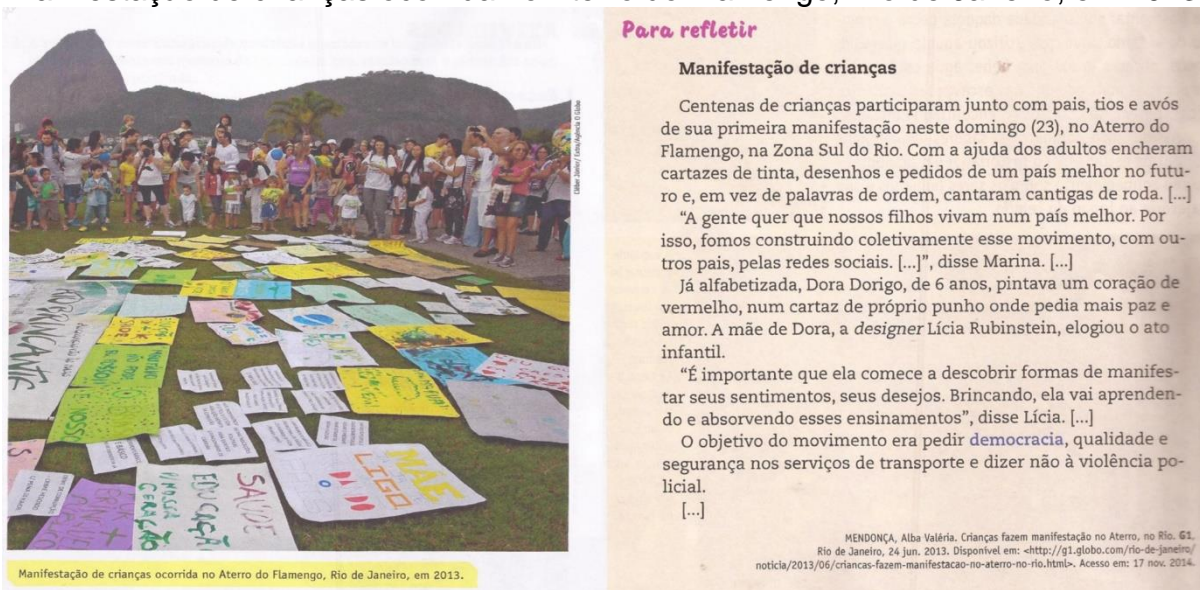 Para refletir
Manifestação de crianças
Centenas de crianças participaram junto com pais, tios e avós
de sua primeira manifestação neste domingo (23), no Aterro do
Flamengo, na Zona Sul do Rio. Com a ajuda dos adultos encheram
cartazes de tinta, desenhos e pedidos de um país melhor no futu-
ro e, em vez de palavras de ordem, cantaram cantigas de roda. [...]
"A gente quer que nossos filhos vivam num país melhor. Por
isso, fomos construindo coletivamente esse movimento, com ou-
tros pais, pelas redes sociais. [...]", disse Marina. [...]
Já alfabetizada, Dora Dorigo, de 6 anos, pintava um coração de
vermelho, num cartaz de próprio punho onde pedia mais paz e
amor. A mãe de Dora, a designer Lícia Rubinstein, elogiou o ato
infantil.
"É importante que ela comece a descobrir formas de manifes-
tar seus sentimentos, seus desejos. Brincando, ela vai aprenden-
do e absorvendo esses ensinamentos", disse Lícia. [...]
O objetivo do movimento era pedir democracia, qualidade e
segurança nos serviços de transporte e dizer não à violência po-
licial.
[...]
MENDONÇA, Alba Valéria. Crianças fazem manifestação no Aterro, no Rio. G1,
Rio de Janeiro, 24 jun. 2013. Disponível em: <http://g1.globo.com/rio-de-janeiro/
noticia/2013/06/criancas-fazem-manifestacao-no-aterro-no-rio.html>. Acesso em: 17 nov. 2014.
Extra/Agência O Globo
BRINCANTE
MÃE
LIGO
SAÚDE
EDUCAÇÃO
GERAÇÃO
Manifestação de crianças ocorrida no Aterro do Flamengo, Rio de Janeiro, em 2013.